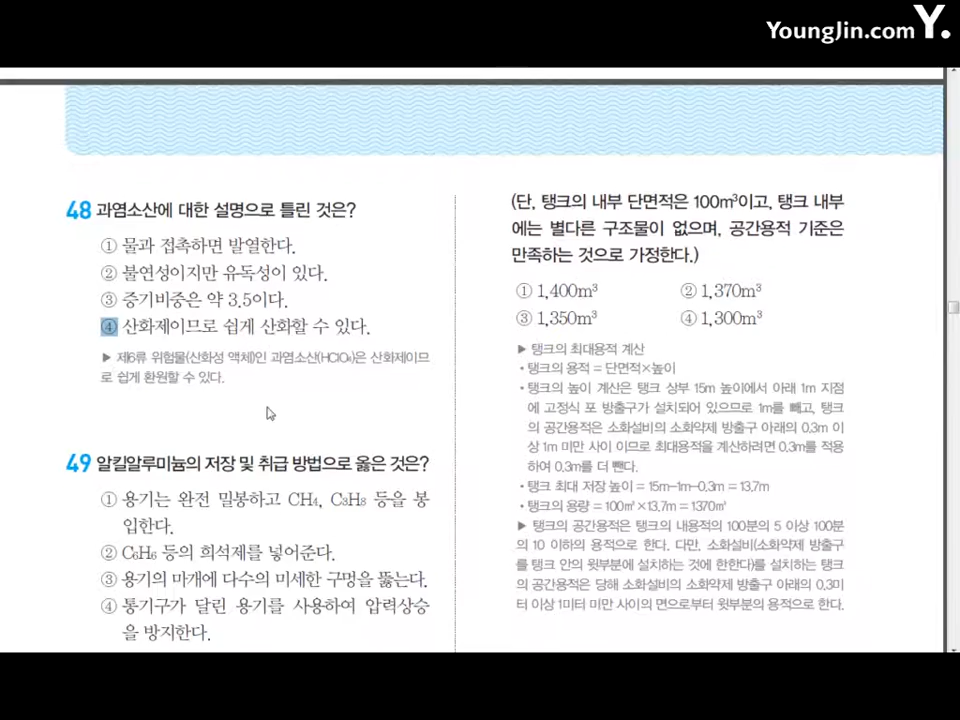 YoungJin.com Y.
48 과염소산에 대한 설명으로 틀린 것은?
① 물과 접촉하면 발열한다.
② 불연성이지만 유독성이 있다.
③ 증기비중은 약 3.5이다.
④ 산화제이므로 쉽게 산화할 수 있다.
▶ 제6류 위험물(산화성 액체)인 과염소산(HClO₄)은 산화제이므
로 쉽게 환원할 수 있다.
49 알킬알루미늄의 저장 및 취급 방법으로 옳은 것은?
① 용기는 완전 밀봉하고 CH₄, C₃H₈ 등을 봉
입한다.
② C₆H₆ 등의 희석제를 넣어준다.
③ 용기의 마개에 다수의 미세한 구멍을 뚫는다.
④ 통기구가 달린 용기를 사용하여 압력상승
을 방지한다.
(단, 탱크의 내부 단면적은 100m³이고, 탱크 내부
에는 별다른 구조물이 없으며, 공간용적 기준은
만족하는 것으로 가정한다.)
① 1,400m³ ② 1,370m³
③ 1,350m³ ④ 1,300m³
▶ 탱크의 최대용적 계산
• 탱크의 용적 = 단면적×높이
• 탱크의 높이 계산은 탱크 상부 15m 높이에서 아래 1m 지점
에 고정식 포 방출구가 설치되어 있으므로 1m를 빼고, 탱크
의 공간용적은 소화설비의 소화약제 방출구 아래의 0.3m 이
상 1m 미만 사이 이므로 최대용적을 계산하려면 0.3m를 적용
하여 0.3m를 더 뺀다.
• 탱크 최대 저장 높이 = 15m-1m-0.3m = 13.7m
• 탱크의 용량 = 100㎡×13.7m = 1370㎥
▶ 탱크의 공간용적은 탱크의 내용적의 100분의 5 이상 100분
의 10 이하의 용적으로 한다. 다만, 소화설비(소화약제 방출구
를 탱크 안의 윗부분에 설치하는 것에 한한다)를 설치하는 탱크
의 공간용적은 당해 소화설비의 소화약제 방출구 아래의 0.3미
터 이상 1미터 미만 사이의 면으로부터 윗부분의 용적으로 한다.